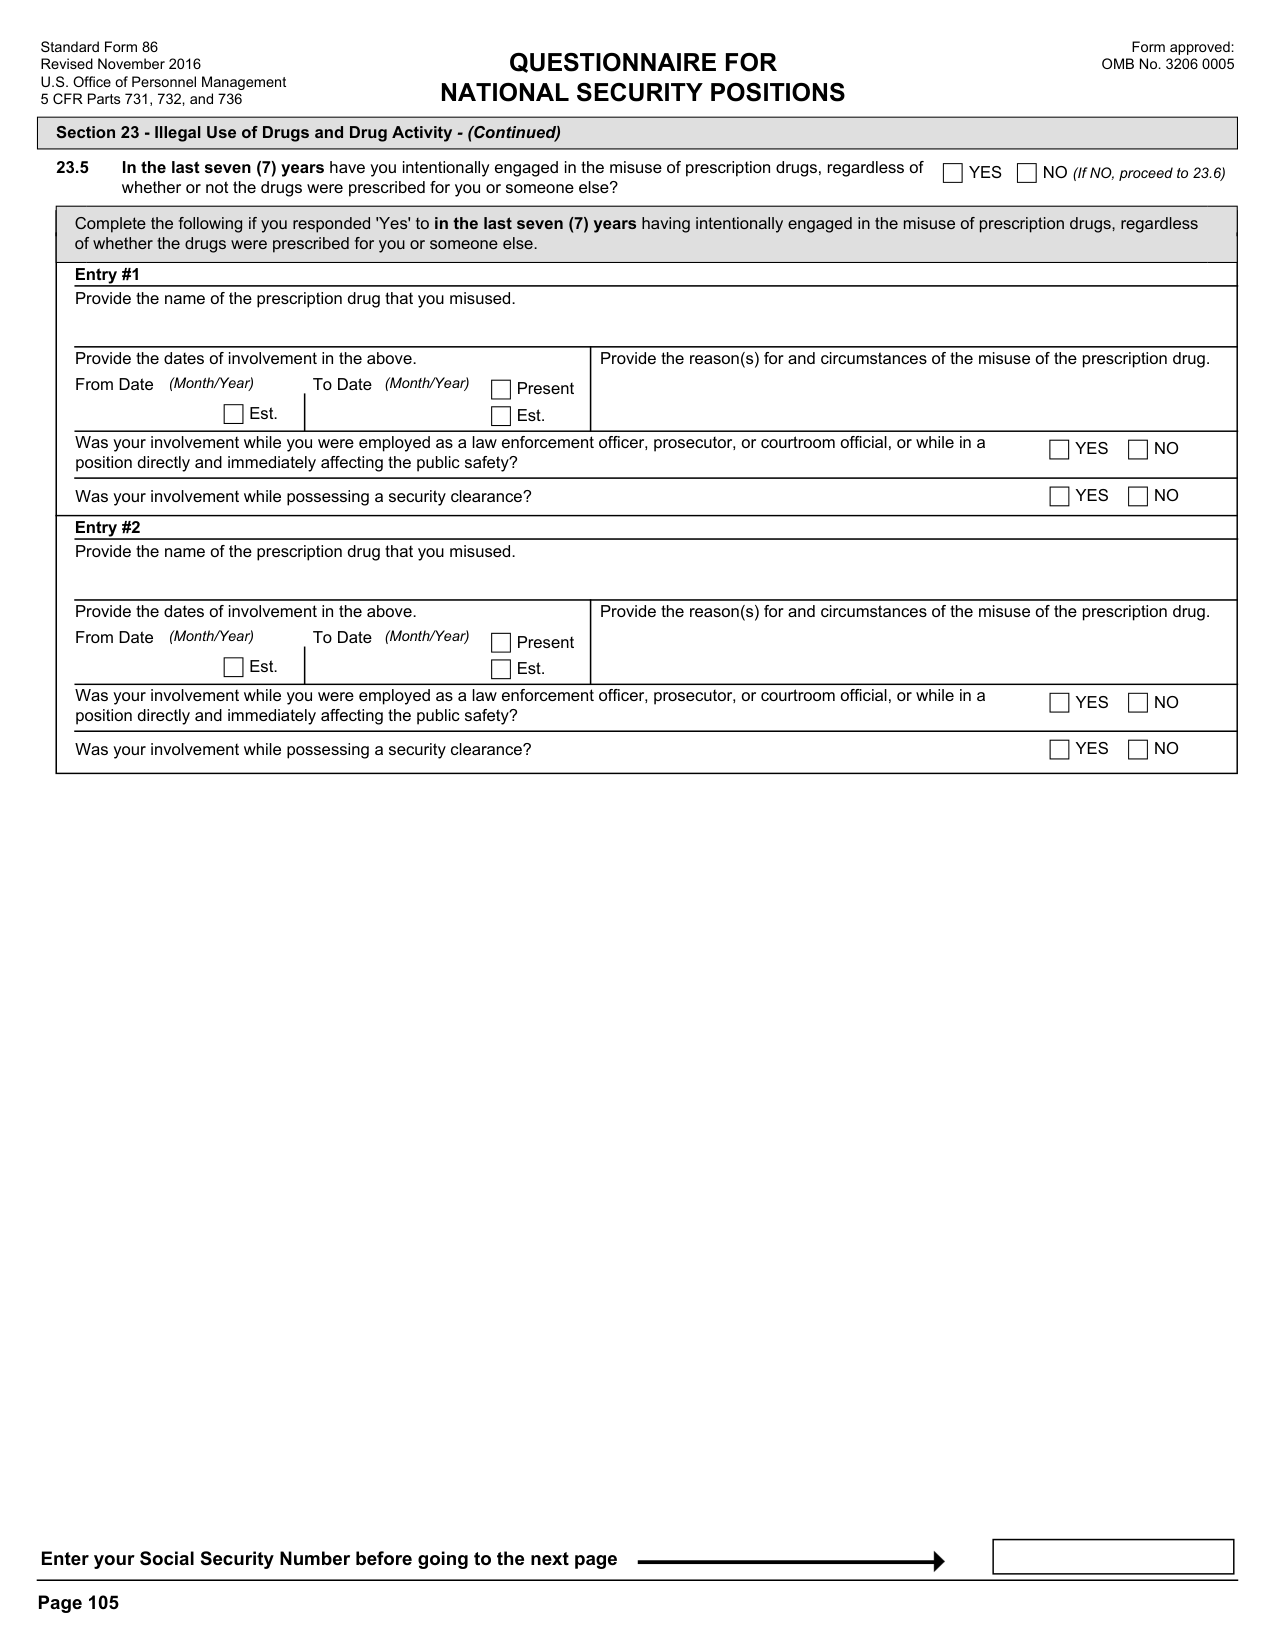 Standard Form 86
Revised November 2016
U.S. Office of Personnel Management
5 CFR Parts 731, 732, and 736
QUESTIONNAIRE FOR
NATIONAL SECURITY POSITIONS
Form approved:
OMB No. 3206 0005
Section 23 - Illegal Use of Drugs and Drug Activity - (Continued)
23.5 In the last seven (7) years have you intentionally engaged in the misuse of prescription drugs, regardless of
whether or not the drugs were prescribed for you or someone else?
YES NO (If NO, proceed to 23.6)
Complete the following if you responded 'Yes' to in the last seven (7) years having intentionally engaged in the misuse of prescription drugs, regardless
of whether the drugs were prescribed for you or someone else.
Entry #1
Provide the name of the prescription drug that you misused.
Provide the dates of involvement in the above.
From Date (Month/Year) To Date (Month/Year) Present
Est. Est.
Provide the reason(s) for and circumstances of the misuse of the prescription drug.
Was your involvement while you were employed as a law enforcement officer, prosecutor, or courtroom official, or while in a
position directly and immediately affecting the public safety?
YES NO
Was your involvement while possessing a security clearance? YES NO
Entry #2
Provide the name of the prescription drug that you misused.
Provide the dates of involvement in the above.
From Date (Month/Year) To Date (Month/Year) Present
Est. Est.
Provide the reason(s) for and circumstances of the misuse of the prescription drug.
Was your involvement while you were employed as a law enforcement officer, prosecutor, or courtroom official, or while in a
position directly and immediately affecting the public safety?
YES NO
Was your involvement while possessing a security clearance? YES NO
Enter your Social Security Number before going to the next page
Page 105